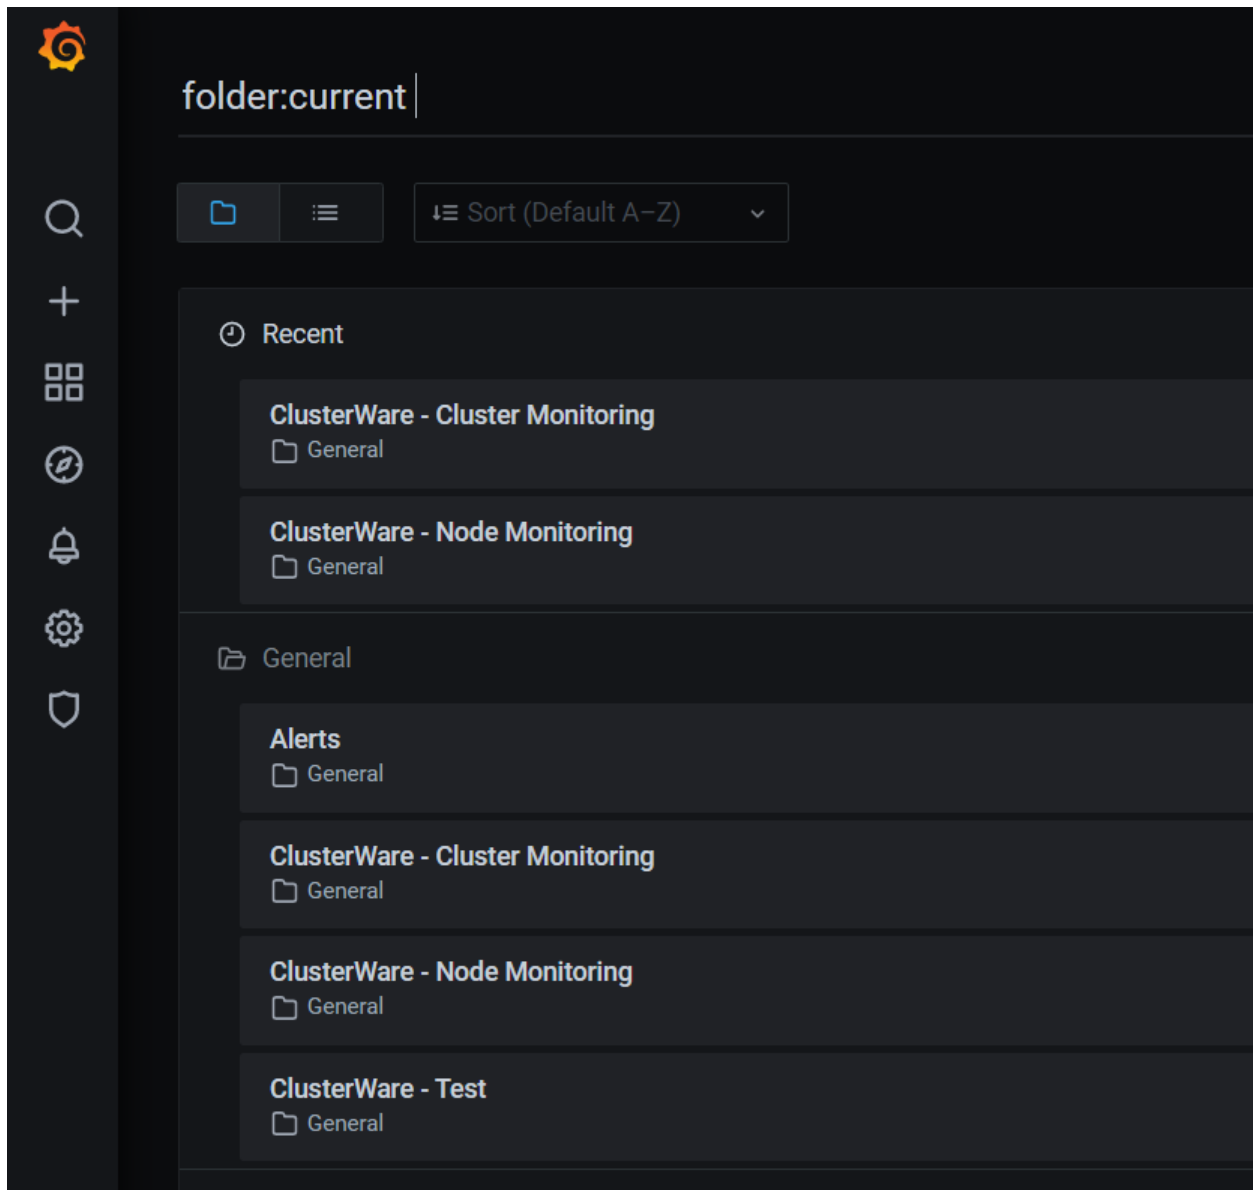 folder:current
Sort (Default A–Z)
Recent
ClusterWare - Cluster Monitoring
General
ClusterWare - Node Monitoring
General
General
Alerts
General
ClusterWare - Cluster Monitoring
General
ClusterWare - Node Monitoring
General
ClusterWare - Test
General